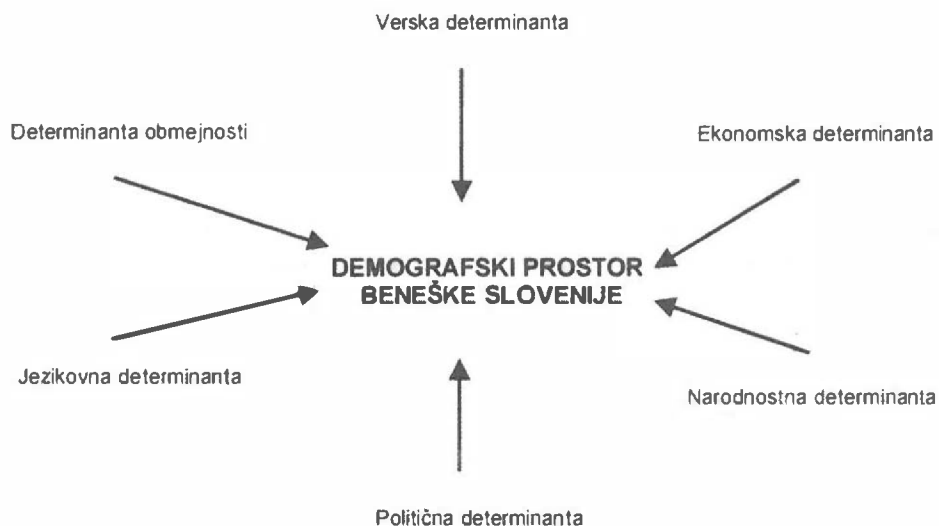 Verska determinanta
Determinanta obmejnosti
Ekonomska determinanta
DEMOGRAFSKI PROSTOR
BENEŠKE SLOVENIJE
Jezikovna determinanta
Narodnostna determinanta
Politična determinanta